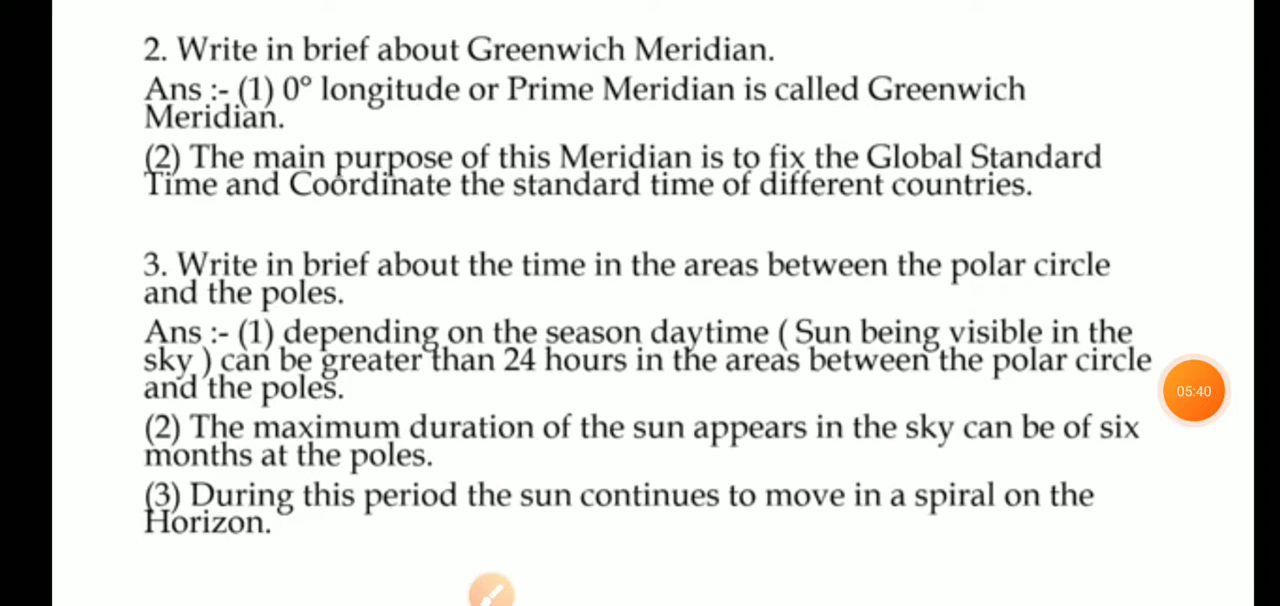 2. Write in brief about Greenwich Meridian.
Ans :- (1) 0° longitude or Prime Meridian is called Greenwich
Meridian.
(2) The main purpose of this Meridian is to fix the Global Standard
Time and Coordinate the standard time of different countries.
3. Write in brief about the time in the areas between the polar circle
and the poles.
Ans :- (1) depending on the season daytime ( Sun being visible in the
sky ) can be greater than 24 hours in the areas between the polar circle
and the poles.
(2) The maximum duration of the sun appears in the sky can be of six
months at the poles.
(3) During this period the sun continues to move in a spiral on the
Horizon.
05:40